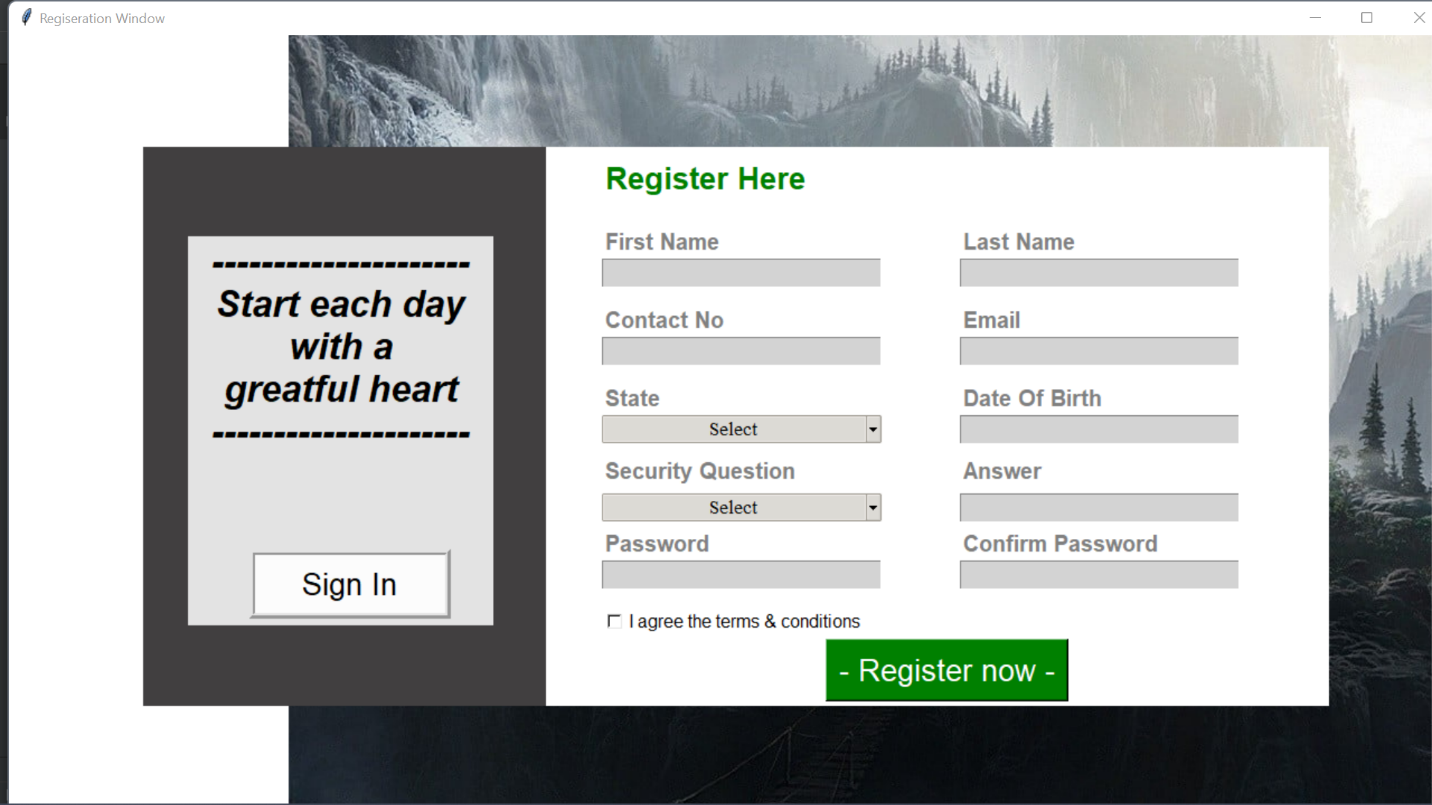 Regiseration Window
Register Here
---------------------
Start each day
with a
greatful heart
---------------------
Sign In
First Name
Last Name
Contact No
Email
State
Date Of Birth
Select
Security Question
Answer
Select
Password
Confirm Password
I agree the terms & conditions
- Register now -